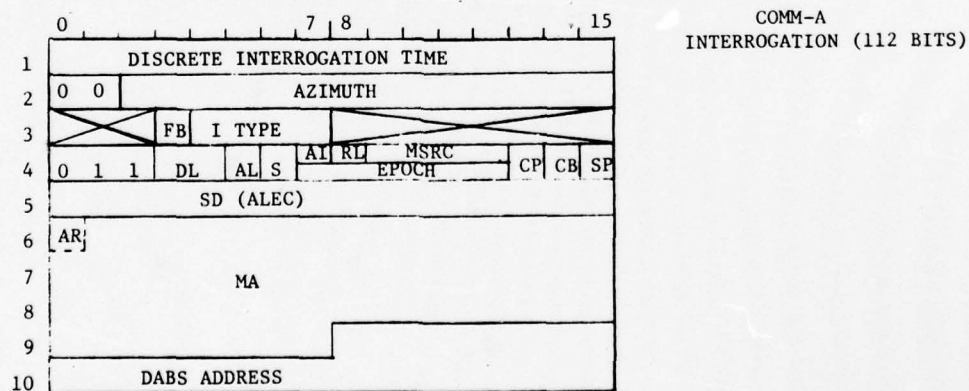 0 7 8 15
COMM-A
INTERROGATION (112 BITS)
1 DISCRETE INTERROGATION TIME
2 0 0 AZIMUTH
3 FB I TYPE
4 0 1 1 DL AL S AI RL MSRC EPOCH CP CB SP
5 SD (ALEC)
6 AR
7 MA
8
9
10 DABS ADDRESS